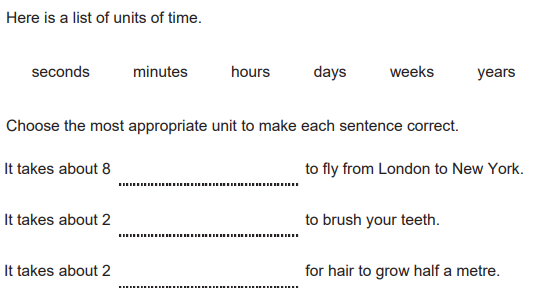 Here is a list of units of time.
seconds minutes hours days weeks years
Choose the most appropriate unit to make each sentence correct.
It takes about 8 ........................................ to fly from London to New York.
It takes about 2 ........................................ to brush your teeth.
It takes about 2 ........................................ for hair to grow half a metre.